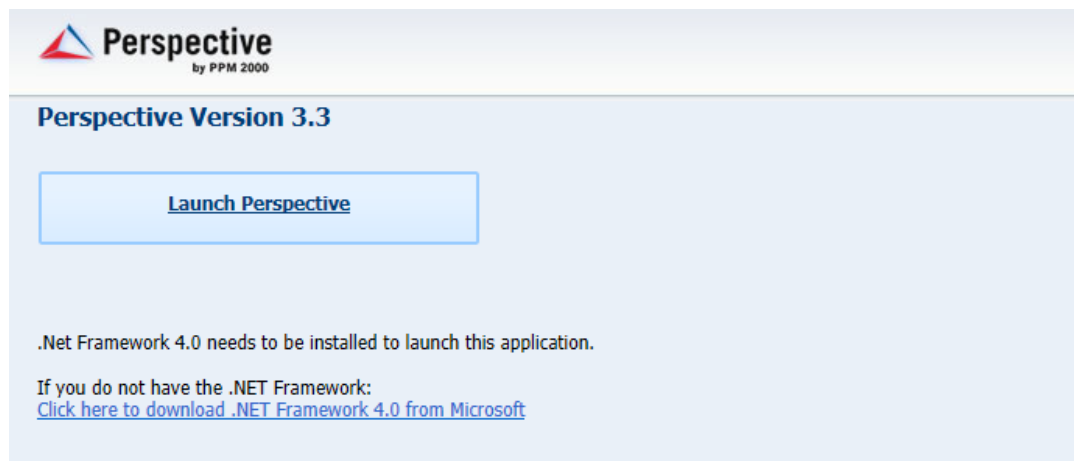 Perspective
by PPM 2000
Perspective Version 3.3
Launch Perspective
.Net Framework 4.0 needs to be installed to launch this application.
If you do not have the .NET Framework:
Click here to download .NET Framework 4.0 from Microsoft